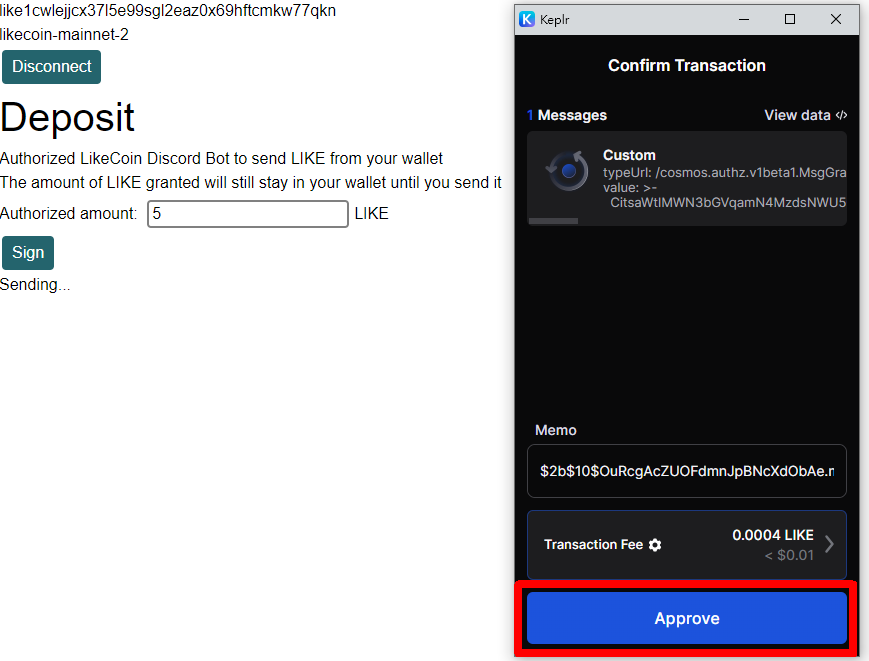 like1cwlejjcx37l5e99sgl2eaz0x69hftcmkw77qkn
likecoin-mainnet-2
Disconnect
Deposit
Authorized LikeCoin Discord Bot to send LIKE from your wallet
The amount of LIKE granted will still stay in your wallet until you send it
Authorized amount: 5 LIKE
Sign
Sending...
Keplr
Confirm Transaction
1 Messages View data </>
Custom
typeUrl: /cosmos.authz.v1beta1.MsgGra
value: >-
CitsaWtlMWN3bGVqamN4MzdsNWU5
Memo
$2b$10$OuRcgAcZUOFdmnJpBNcXdObAe.n
Transaction Fee 0.0004 LIKE
< $0.01
Approve